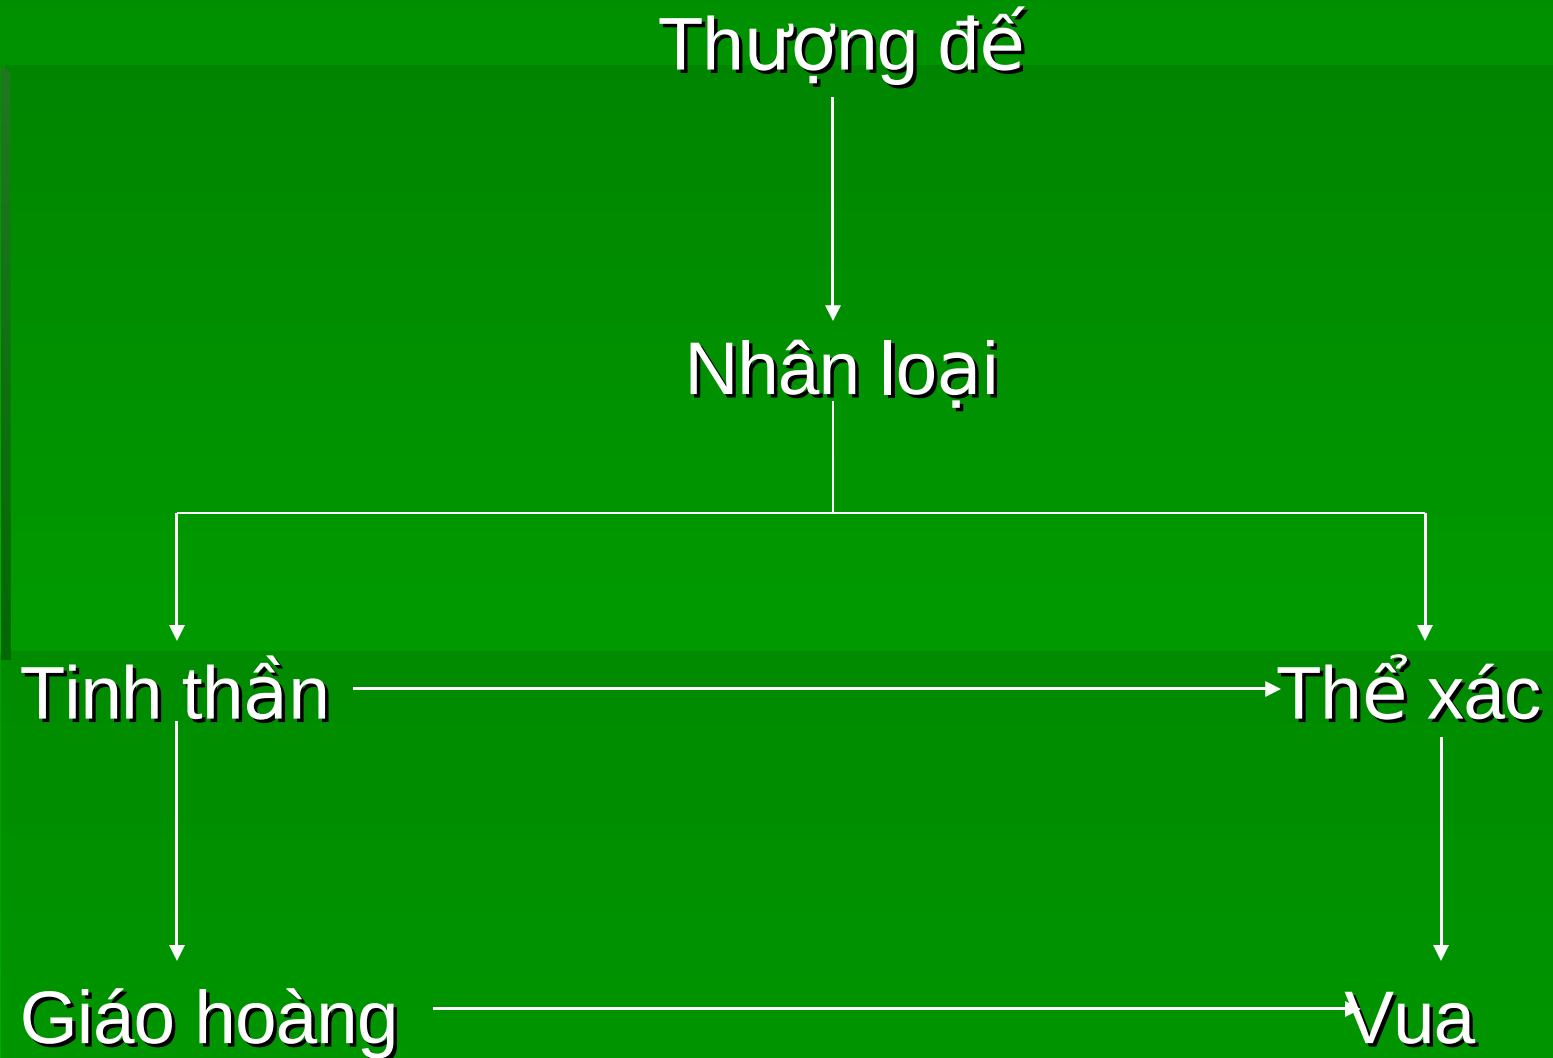 Thượng đế
Nhân loại
Tinh thần
Thể xác
Giáo hoàng
Vua